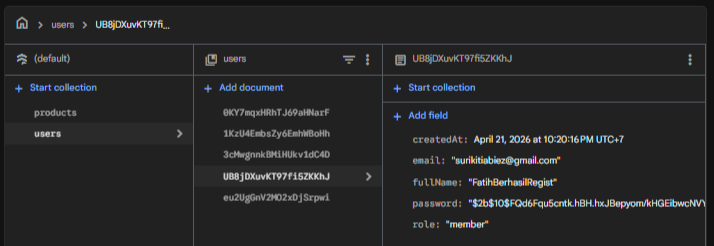 users > UB8jDXuvKT97fi...
(default)
+ Start collection
products
users
users
+ Add document
0KY7mqxHRhTJ69aHNarF
1KzU4EmbsZy6EmhWBoHh
3cMwgnnkBMiHUkv1dC4D
UB8jDXuvKT97fi5ZKKhJ
eu2UgGnV2MO2xDjSrpwi
UB8jDXuvKT97fi5ZKKhJ
+ Start collection
+ Add field
createdAt: April 21, 2026 at 10:20:16 PM UTC+7
email: "surikitiabiez@gmail.com"
fullName: "FatihBerhasilRegist"
password: "$2b$10$FQd6Fqu5cntk.hBH.hxJBepyom/kHGEibwcNVY
role: "member"